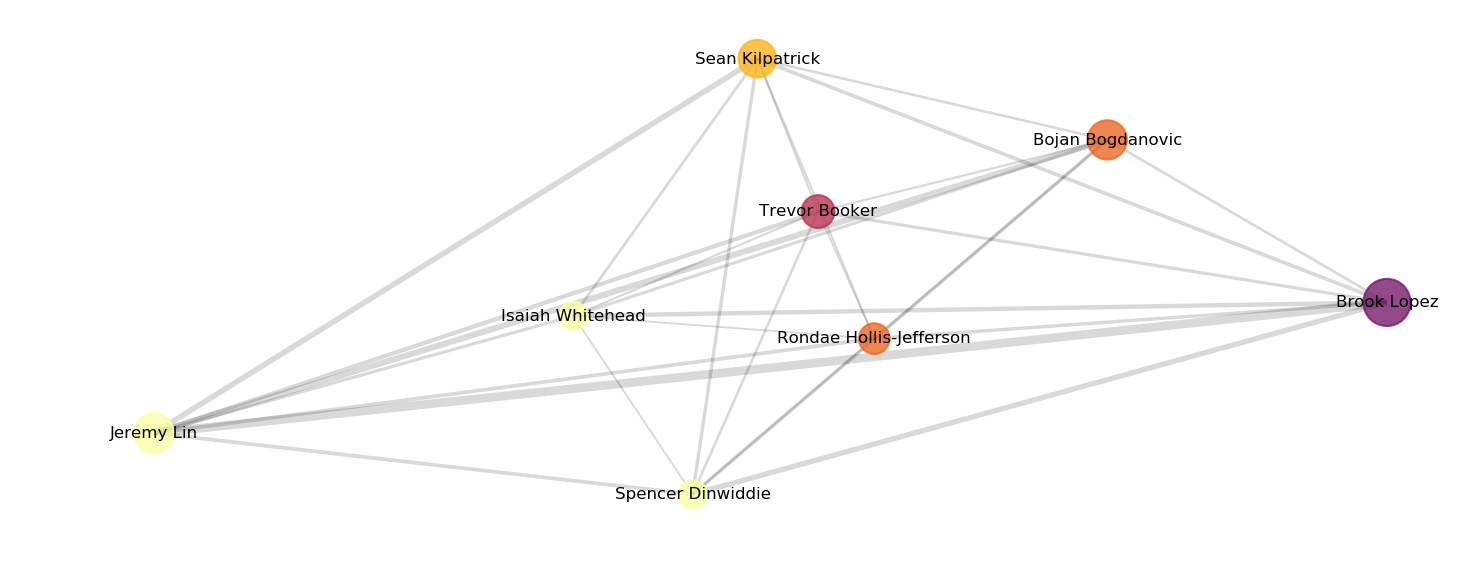 Sean Kilpatrick
Bojan Bogdanovic
Trevor Booker
Brook Lopez
Isaiah Whitehead
Rondae Hollis-Jefferson
Jeremy Lin
Spencer Dinwiddie